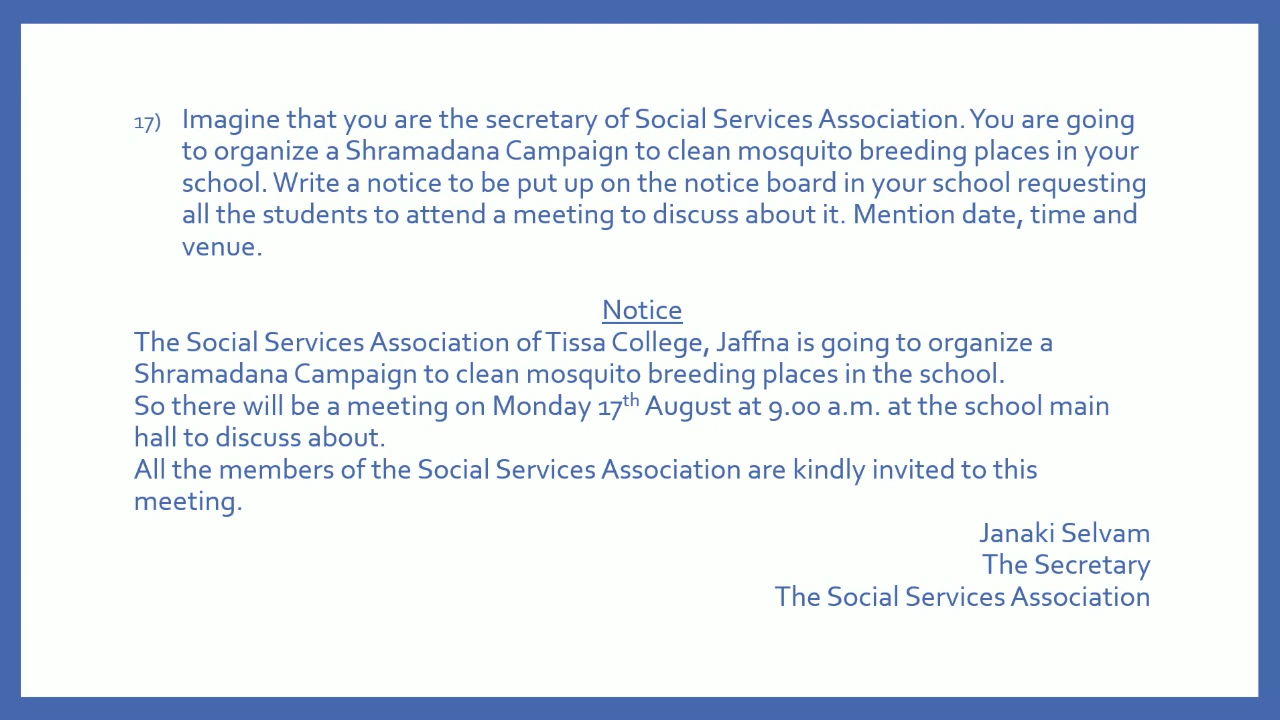 17) Imagine that you are the secretary of Social Services Association. You are going
to organize a Shramadana Campaign to clean mosquito breeding places in your
school. Write a notice to be put up on the notice board in your school requesting
all the students to attend a meeting to discuss about it. Mention date, time and
venue.
Notice
The Social Services Association of Tissa College, Jaffna is going to organize a
Shramadana Campaign to clean mosquito breeding places in the school.
So there will be a meeting on Monday 17th August at 9.00 a.m. at the school main
hall to discuss about.
All the members of the Social Services Association are kindly invited to this
meeting.
Janaki Selvam
The Secretary
The Social Services Association